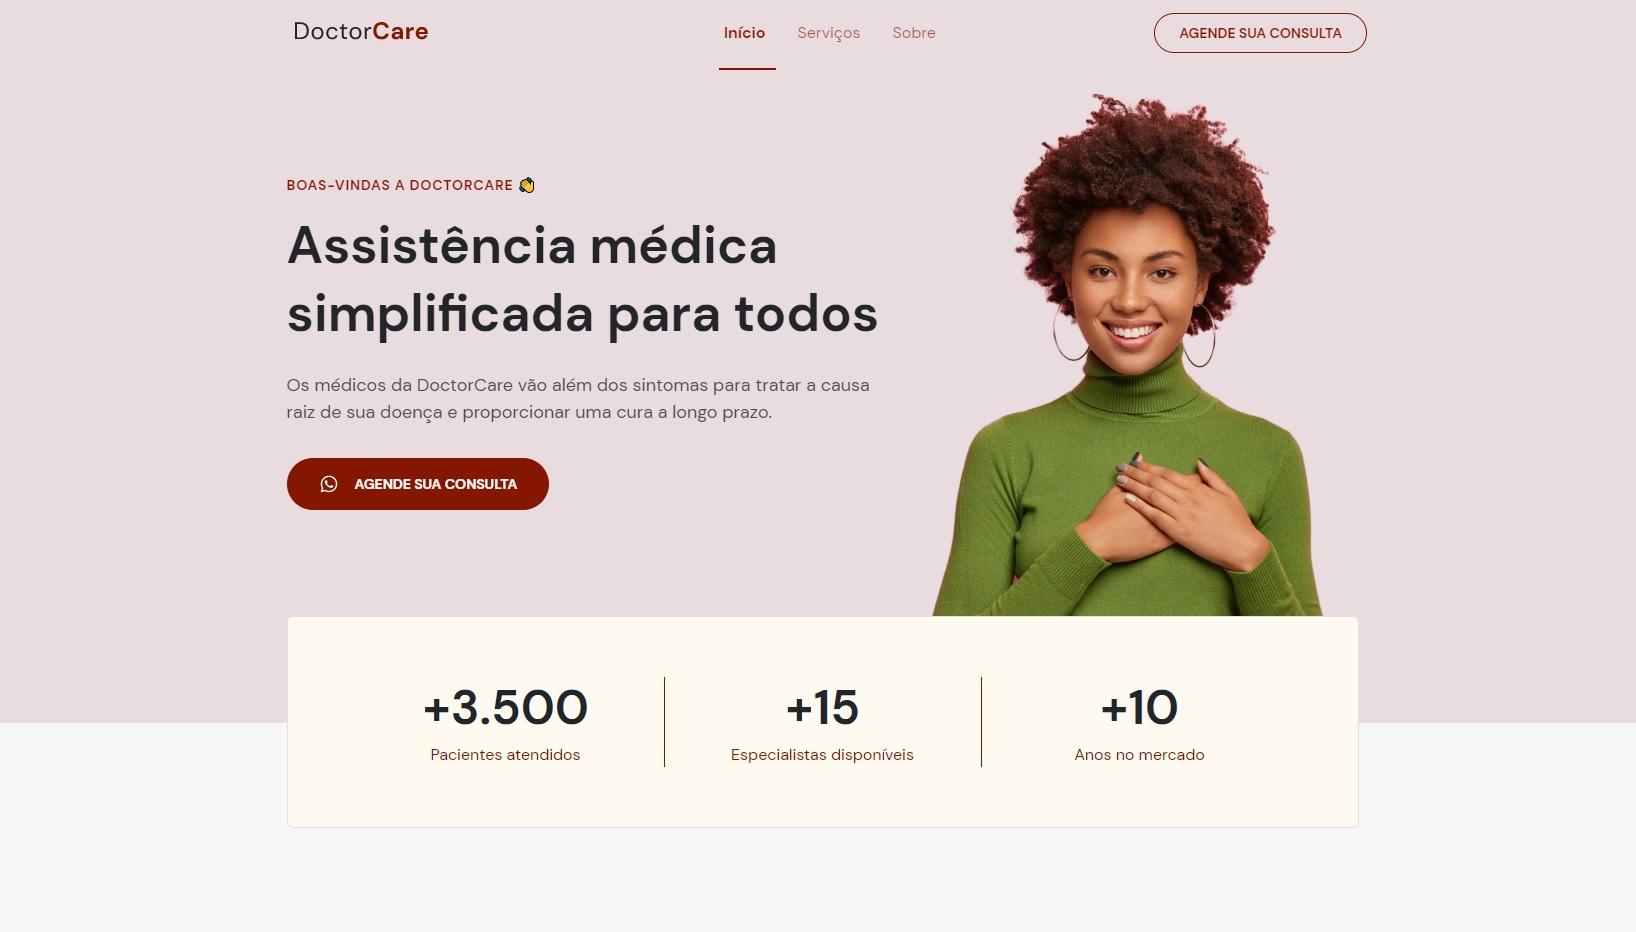 DoctorCare
Início
Serviços
Sobre
AGENDE SUA CONSULTA
BOAS-VINDAS A DOCTORCARE 👋
Assistência médica
simplificada para todos
Os médicos da DoctorCare vão além dos sintomas para tratar a causa
raiz de sua doença e proporcionar uma cura a longo prazo.
AGENDE SUA CONSULTA
+3.500
Pacientes atendidos
+15
Especialistas disponíveis
+10
Anos no mercado